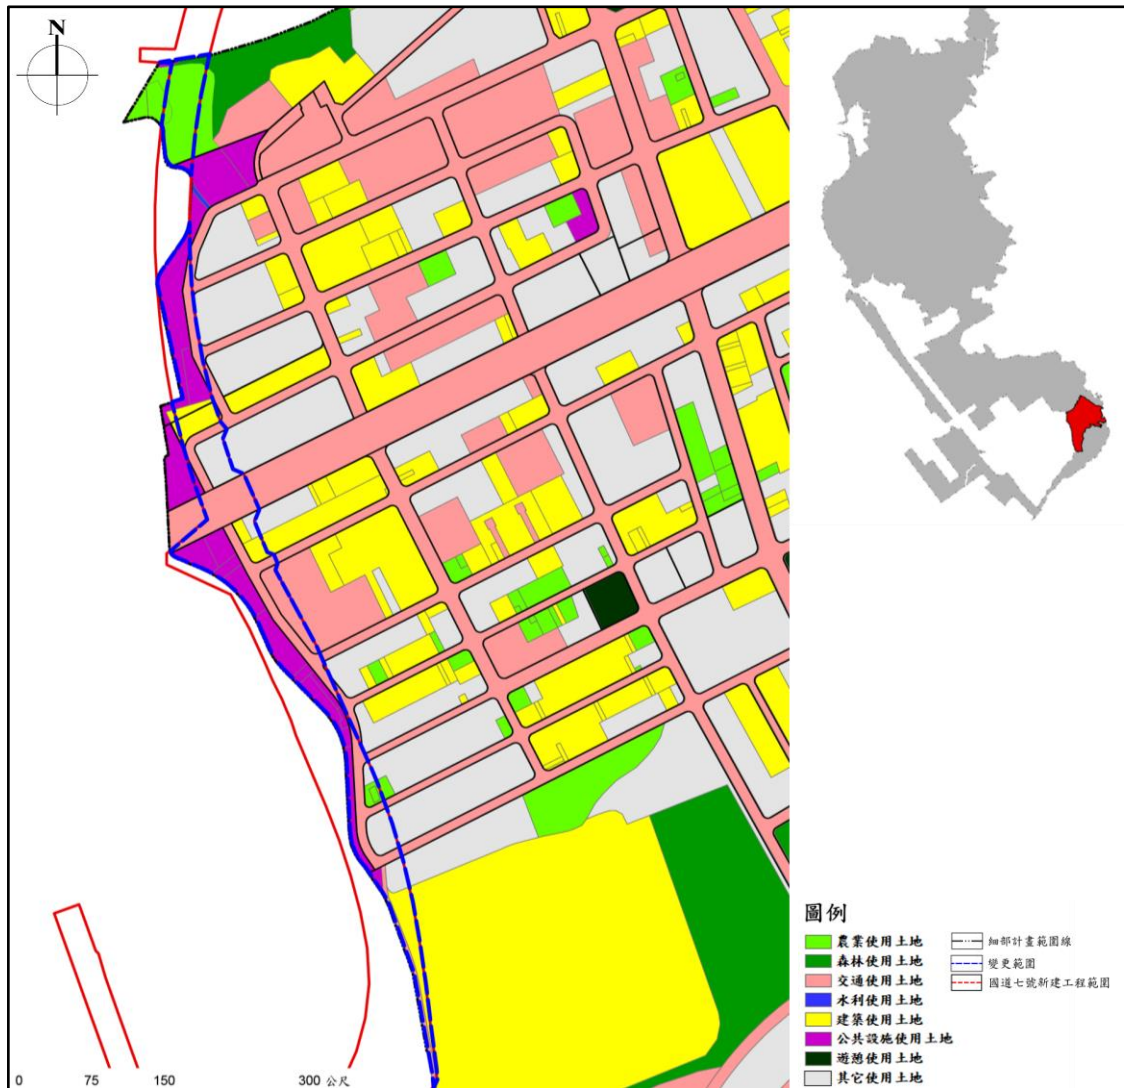 N
圖例
農業使用土地
森林使用土地
交通使用土地
水利使用土地
建築使用土地
公共設施使用土地
遊憩使用土地
其它使用土地
細部計畫範圍線
變更範圍
國道七號新建工程範圍
0 75 150 300 公尺